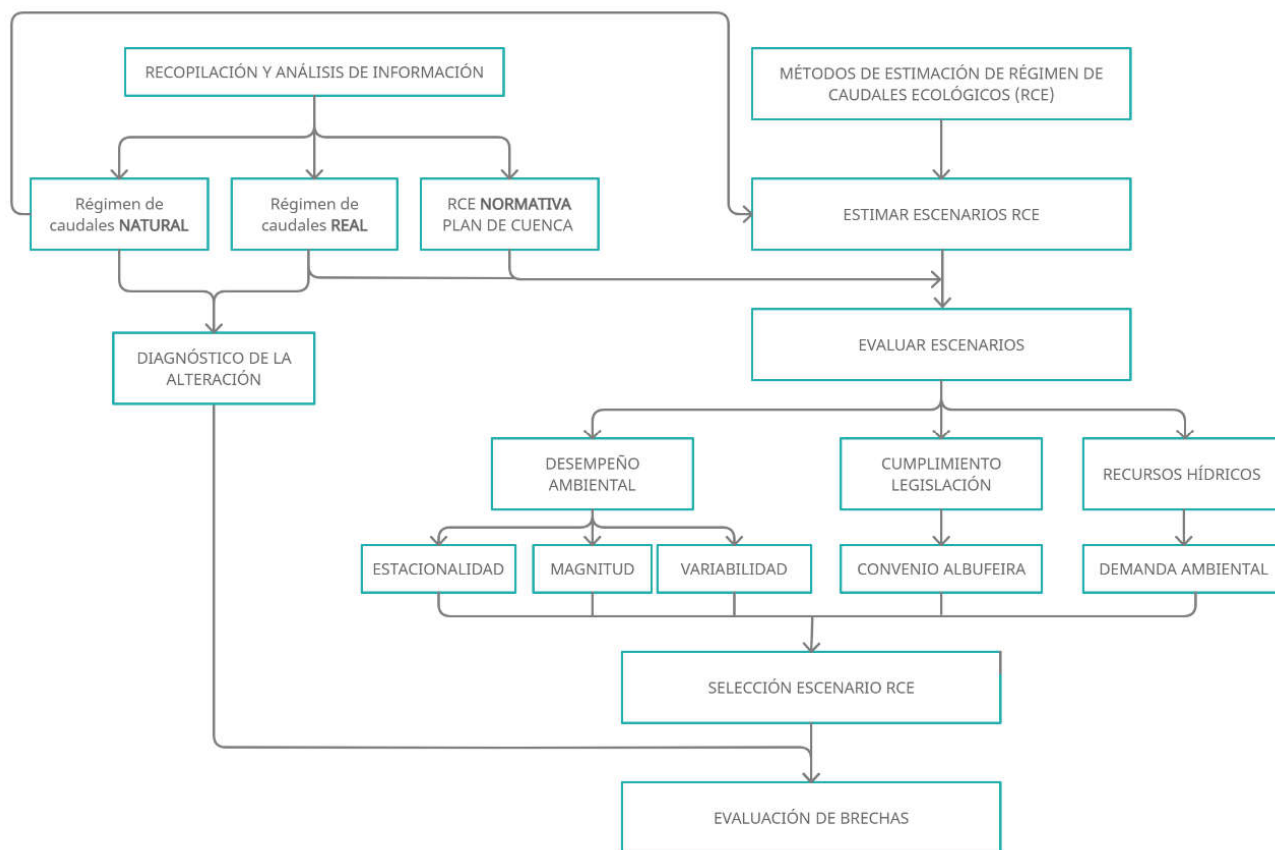 RECOPILACIÓN Y ANÁLISIS DE INFORMACIÓN
MÉTODOS DE ESTIMACIÓN DE RÉGIMEN DE
CAUDALES ECOLÓGICOS (RCE)
Régimen de
caudales NATURAL
Régimen de
caudales REAL
RCE NORMATIVA
PLAN DE CUENCA
ESTIMAR ESCENARIOS RCE
DIAGNÓSTICO DE LA
ALTERACIÓN
EVALUAR ESCENARIOS
DESEMPEÑO
AMBIENTAL
CUMPLIMIENTO
LEGISLACIÓN
RECURSOS HÍDRICOS
ESTACIONALIDAD
MAGNITUD
VARIABILIDAD
CONVENIO ALBUFEIRA
DEMANDA AMBIENTAL
SELECCIÓN ESCENARIO RCE
EVALUACIÓN DE BRECHAS